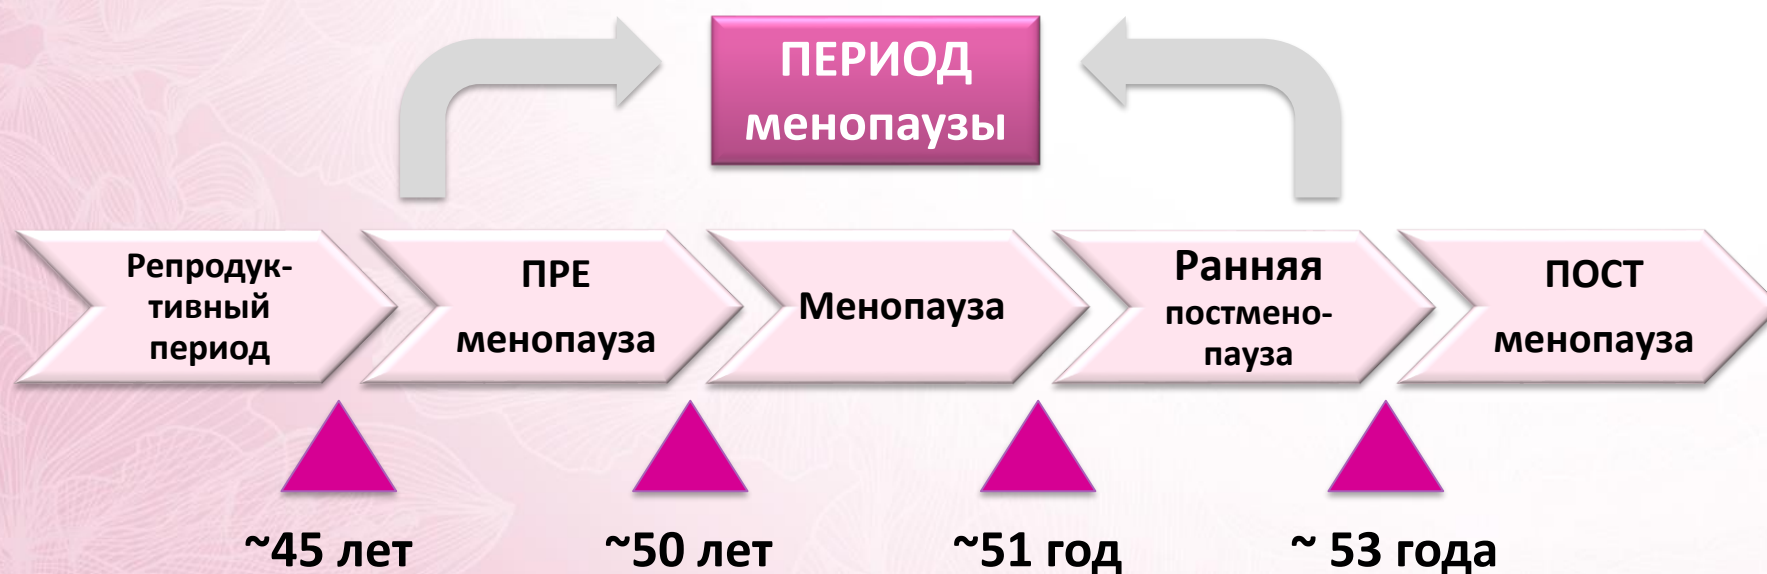 ПЕРИОД
менопаузы
Репродук-
тивный
период
ПРЕ
менопауза
Менопауза
Ранняя
постмено-
пауза
ПОСТ
менопауза
~45 лет
~50 лет
~51 год
~ 53 года